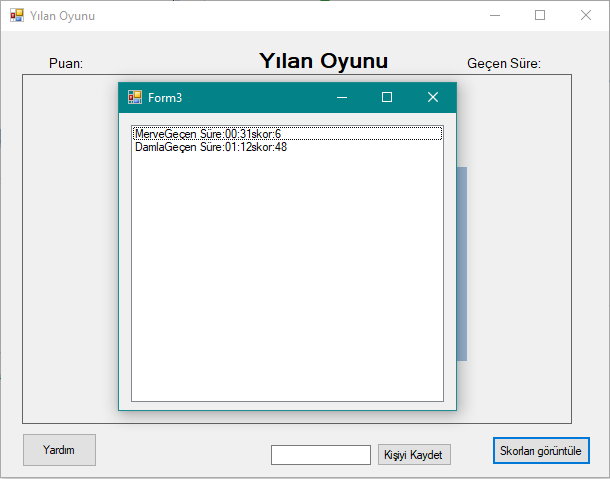 Yılan Oyunu
Puan:
Yılan Oyunu
Geçen Süre:
Form3
MerveGeçen Süre:00:31skor:6
DamlaGeçen Süre:01:12skor:48
Yardım
Kişiyi Kaydet
Skorları görüntüle